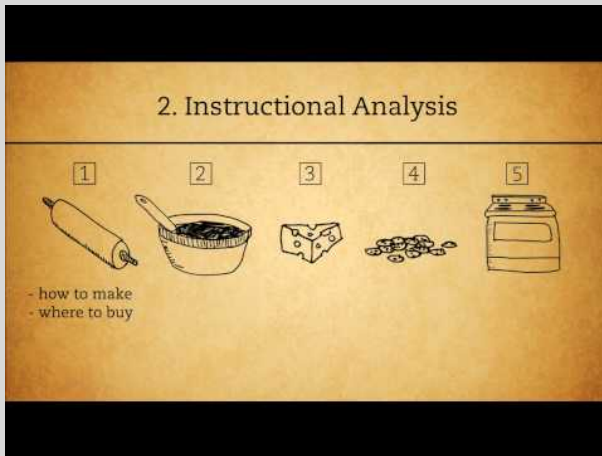 2. Instructional Analysis
1 2 3 4 5
- how to make
- where to buy